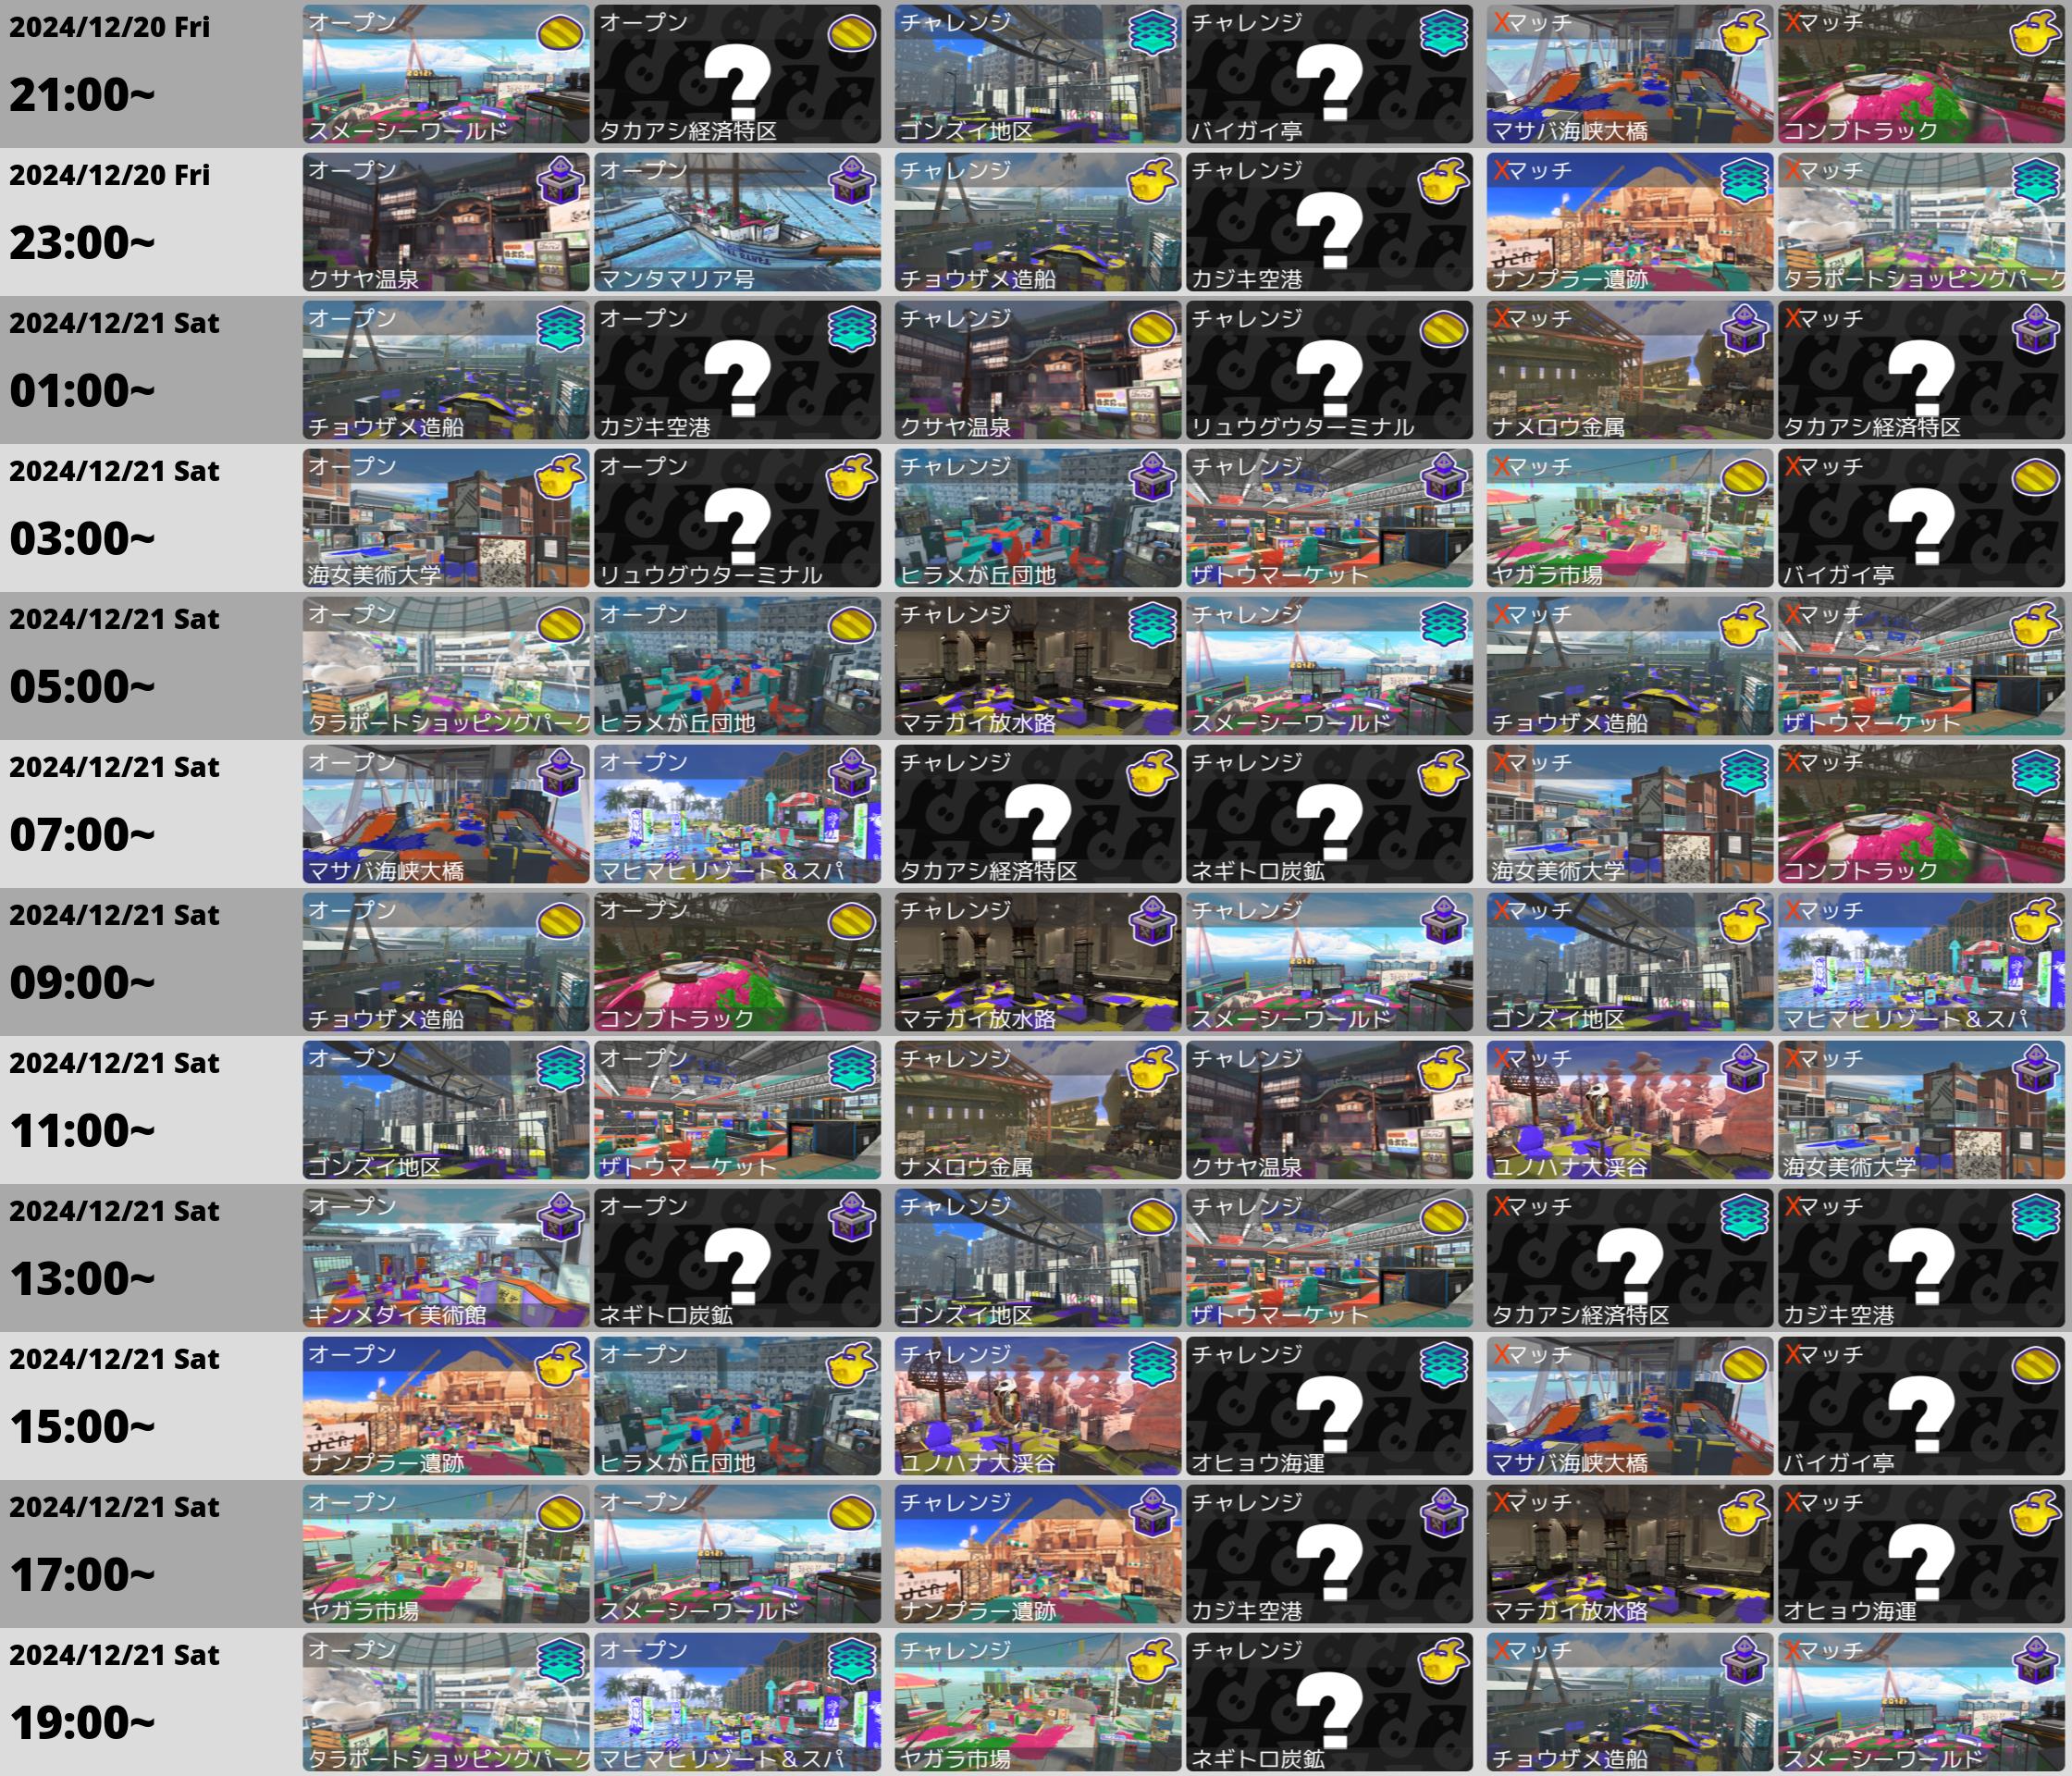 2024/12/20 Fri
21:00~
オープン
スメーシーワールド
オープン
タカアシ経済特区
チャレンジ
ゴンズイ地区
チャレンジ
バイガイ亭
Xマッチ
マサバ海峡大橋
Xマッチ
コンブトラック
2024/12/20 Fri
23:00~
オープン
クサヤ温泉
オープン
マンタマリア号
チャレンジ
チョウザメ造船
チャレンジ
カジキ空港
Xマッチ
ナンプラー遺跡
Xマッチ
タラポートショッピングパーク
2024/12/21 Sat
01:00~
オープン
チョウザメ造船
オープン
カジキ空港
チャレンジ
クサヤ温泉
チャレンジ
リュウグウターミナル
Xマッチ
ナメロウ金属
Xマッチ
タカアシ経済特区
2024/12/21 Sat
03:00~
オープン
海女美術大学
オープン
リュウグウターミナル
チャレンジ
ヒラメが丘団地
チャレンジ
ザトウマーケット
Xマッチ
ヤガラ市場
Xマッチ
バイガイ亭
2024/12/21 Sat
05:00~
オープン
タラポートショッピングパーク
オープン
ヒラメが丘団地
チャレンジ
マテガイ放水路
チャレンジ
スメーシーワールド
Xマッチ
チョウザメ造船
Xマッチ
ザトウマーケット
2024/12/21 Sat
07:00~
オープン
マサバ海峡大橋
オープン
マヒマヒリゾート＆スパ
チャレンジ
タカアシ経済特区
チャレンジ
ネギトロ炭鉱
Xマッチ
海女美術大学
Xマッチ
コンブトラック
2024/12/21 Sat
09:00~
オープン
チョウザメ造船
オープン
コンブトラック
チャレンジ
マテガイ放水路
チャレンジ
スメーシーワールド
Xマッチ
ゴンズイ地区
Xマッチ
マヒマヒリゾート＆スパ
2024/12/21 Sat
11:00~
オープン
ゴンズイ地区
オープン
ザトウマーケット
チャレンジ
ナメロウ金属
チャレンジ
クサヤ温泉
Xマッチ
ユノハナ大渓谷
Xマッチ
海女美術大学
2024/12/21 Sat
13:00~
オープン
キンメダイ美術館
オープン
ネギトロ炭鉱
チャレンジ
ゴンズイ地区
チャレンジ
ザトウマーケット
Xマッチ
タカアシ経済特区
Xマッチ
カジキ空港
2024/12/21 Sat
15:00~
オープン
ナンプラー遺跡
オープン
ヒラメが丘団地
チャレンジ
ユノハナ大渓谷
チャレンジ
オヒョウ海運
Xマッチ
マサバ海峡大橋
Xマッチ
バイガイ亭
2024/12/21 Sat
17:00~
オープン
ヤガラ市場
オープン
スメーシーワールド
チャレンジ
ナンプラー遺跡
チャレンジ
カジキ空港
Xマッチ
マテガイ放水路
Xマッチ
オヒョウ海運
2024/12/21 Sat
19:00~
オープン
タラポートショッピングパーク
オープン
マヒマヒリゾート＆スパ
チャレンジ
ヤガラ市場
チャレンジ
ネギトロ炭鉱
Xマッチ
チョウザメ造船
Xマッチ
スメーシーワールド